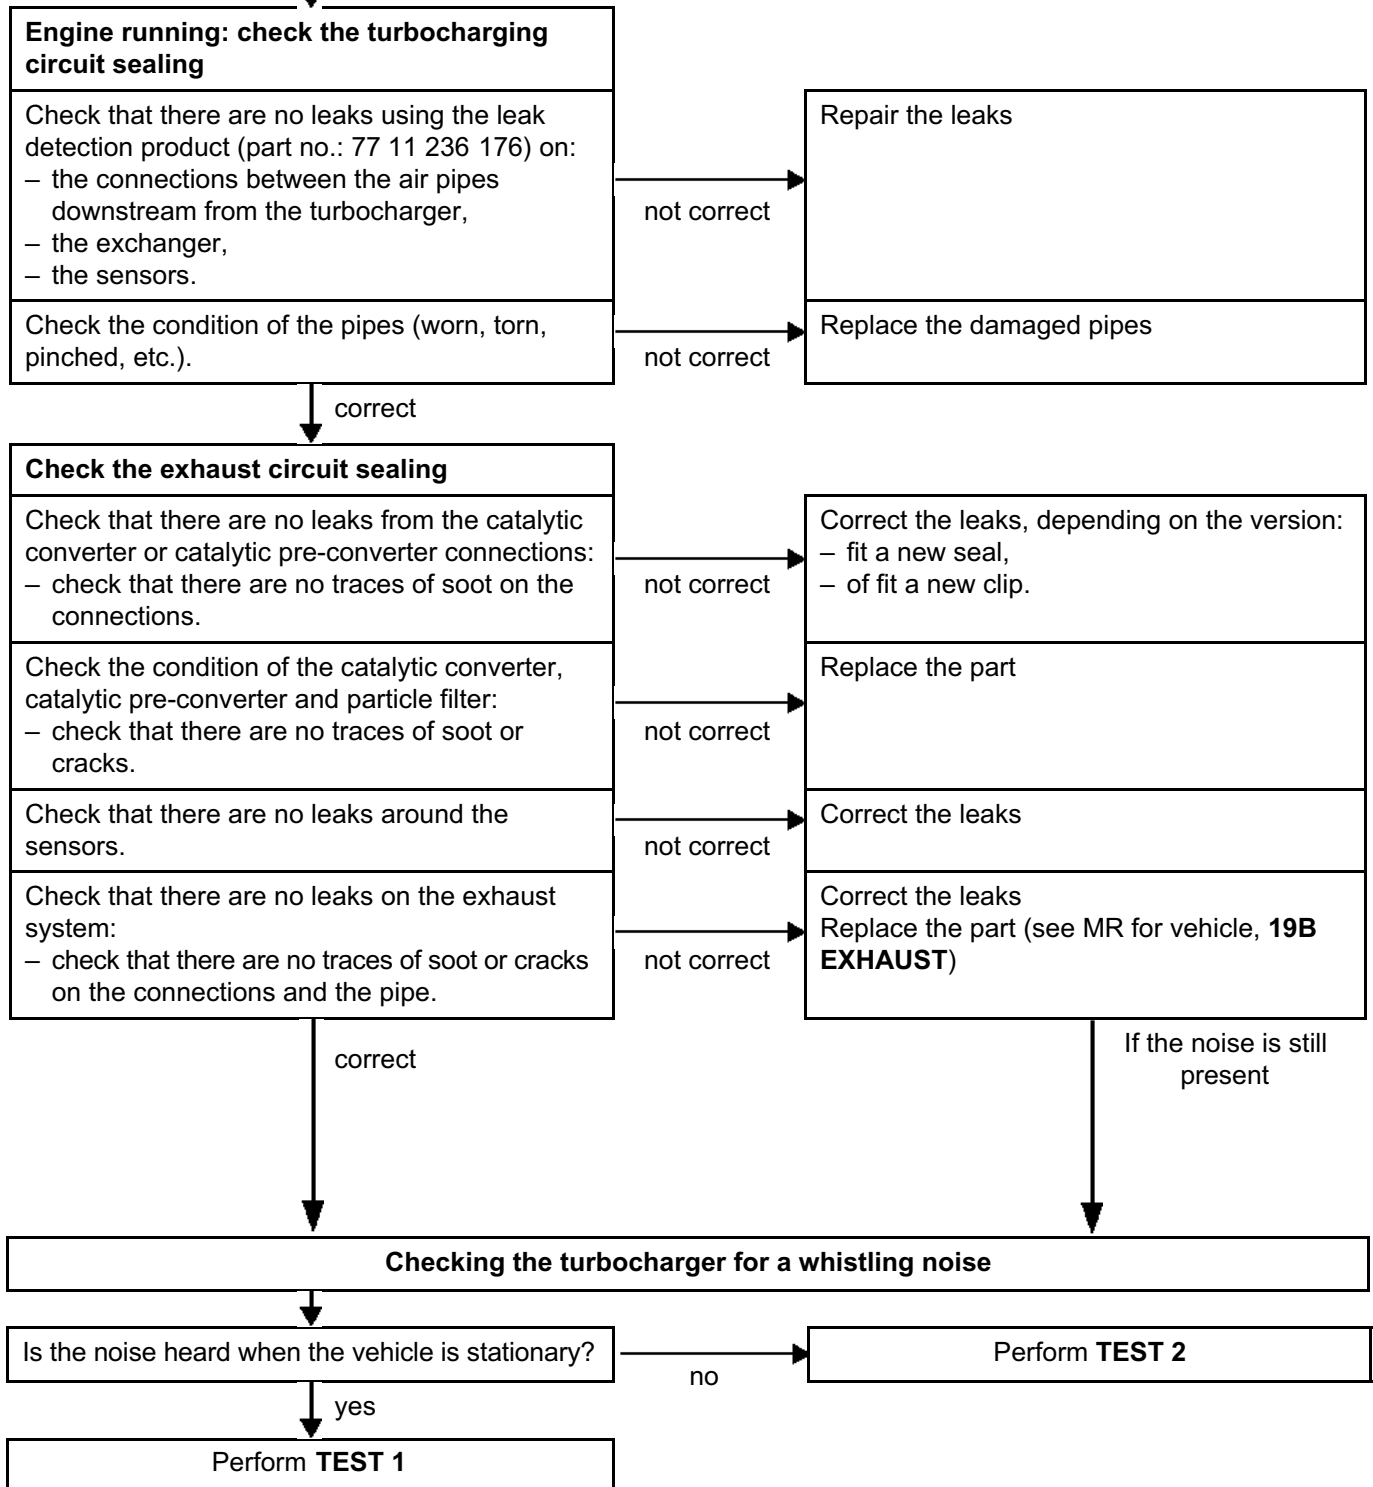 Engine running: check the turbocharging
circuit sealing
Check that there are no leaks using the leak
detection product (part no.: 77 11 236 176) on:
– the connections between the air pipes
downstream from the turbocharger,
– the exchanger,
– the sensors.
not correct
Repair the leaks
Check the condition of the pipes (worn, torn,
pinched, etc.).
not correct
Replace the damaged pipes
correct
Check the exhaust circuit sealing
Check that there are no leaks from the catalytic
converter or catalytic pre-converter connections:
– check that there are no traces of soot on the
connections.
not correct
Correct the leaks, depending on the version:
– fit a new seal,
– of fit a new clip.
Check the condition of the catalytic converter,
catalytic pre-converter and particle filter:
– check that there are no traces of soot or
cracks.
not correct
Replace the part
Check that there are no leaks around the
sensors.
not correct
Correct the leaks
Check that there are no leaks on the exhaust
system:
– check that there are no traces of soot or cracks
on the connections and the pipe.
not correct
Correct the leaks
Replace the part (see MR for vehicle, 19B
EXHAUST)
correct
If the noise is still
present
Checking the turbocharger for a whistling noise
Is the noise heard when the vehicle is stationary?
no
Perform TEST 2
yes
Perform TEST 1